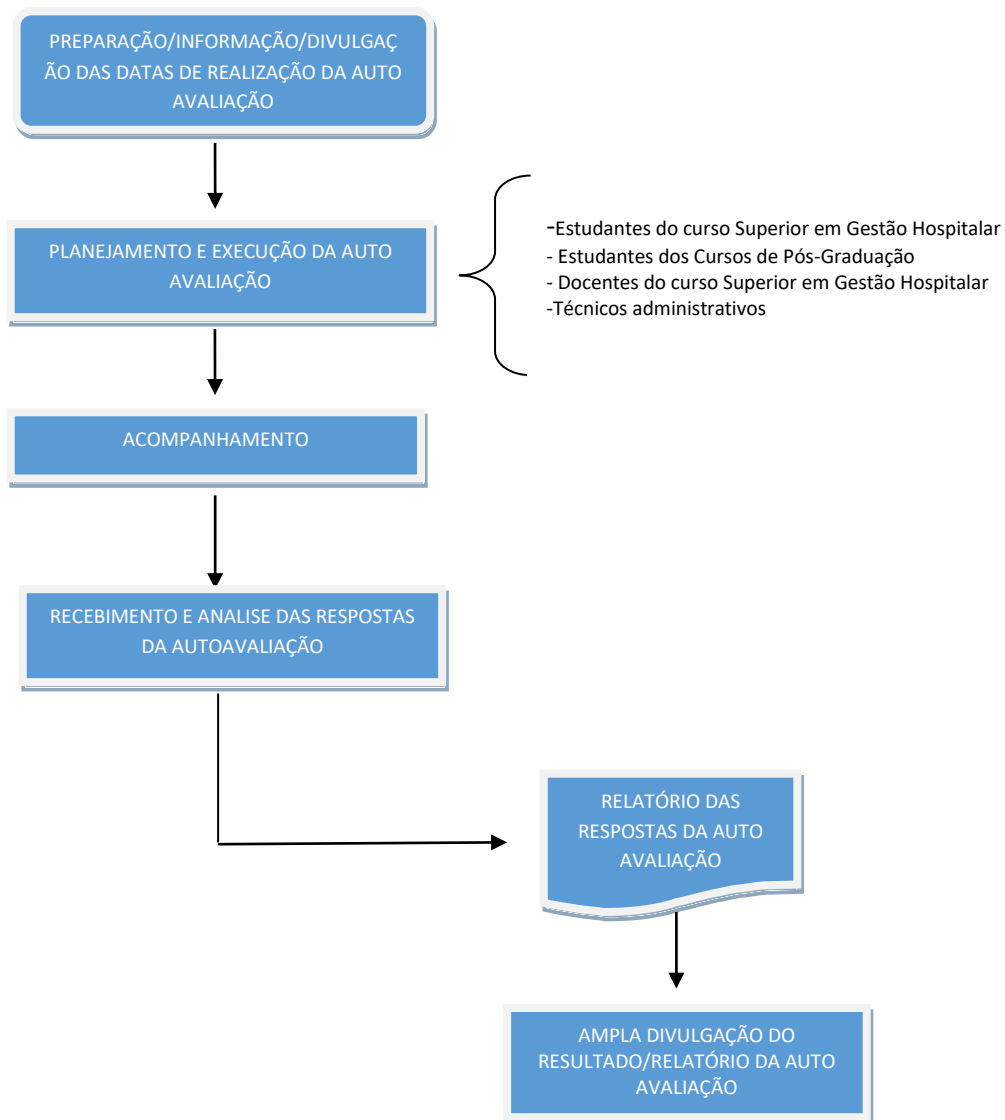 PREPARAÇÃO/INFORMAÇÃO/DIVULGAÇ
ÃO DAS DATAS DE REALIZAÇÃO DA AUTO
AVALIAÇÃO
PLANEJAMENTO E EXECUÇÃO DA AUTO
AVALIAÇÃO
-Estudantes do curso Superior em Gestão Hospitalar
- Estudantes dos Cursos de Pós-Graduação
- Docentes do curso Superior em Gestão Hospitalar
-Técnicos administrativos
ACOMPANHAMENTO
RECEBIMENTO E ANALISE DAS RESPOSTAS
DA AUTOAVALIAÇÃO
RELATÓRIO DAS
RESPOSTAS DA AUTO
AVALIAÇÃO
AMPLA DIVULGAÇÃO DO
RESULTADO/RELATÓRIO DA AUTO
AVALIAÇÃO